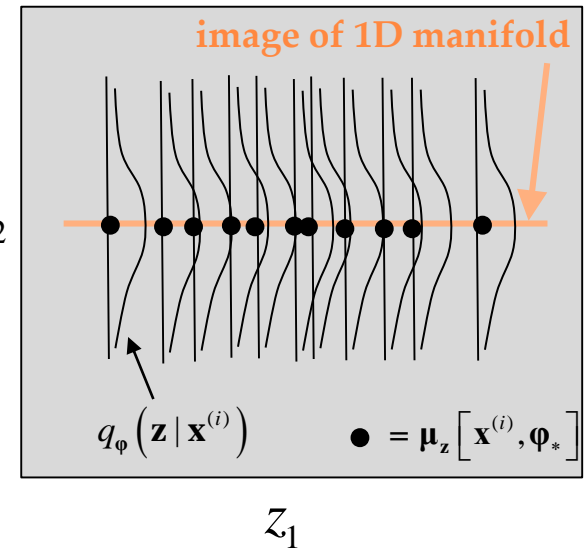 image of 1D manifold
2
q_φ(z | x^(i))
● = μ_z[x^(i), φ_*]
z_1